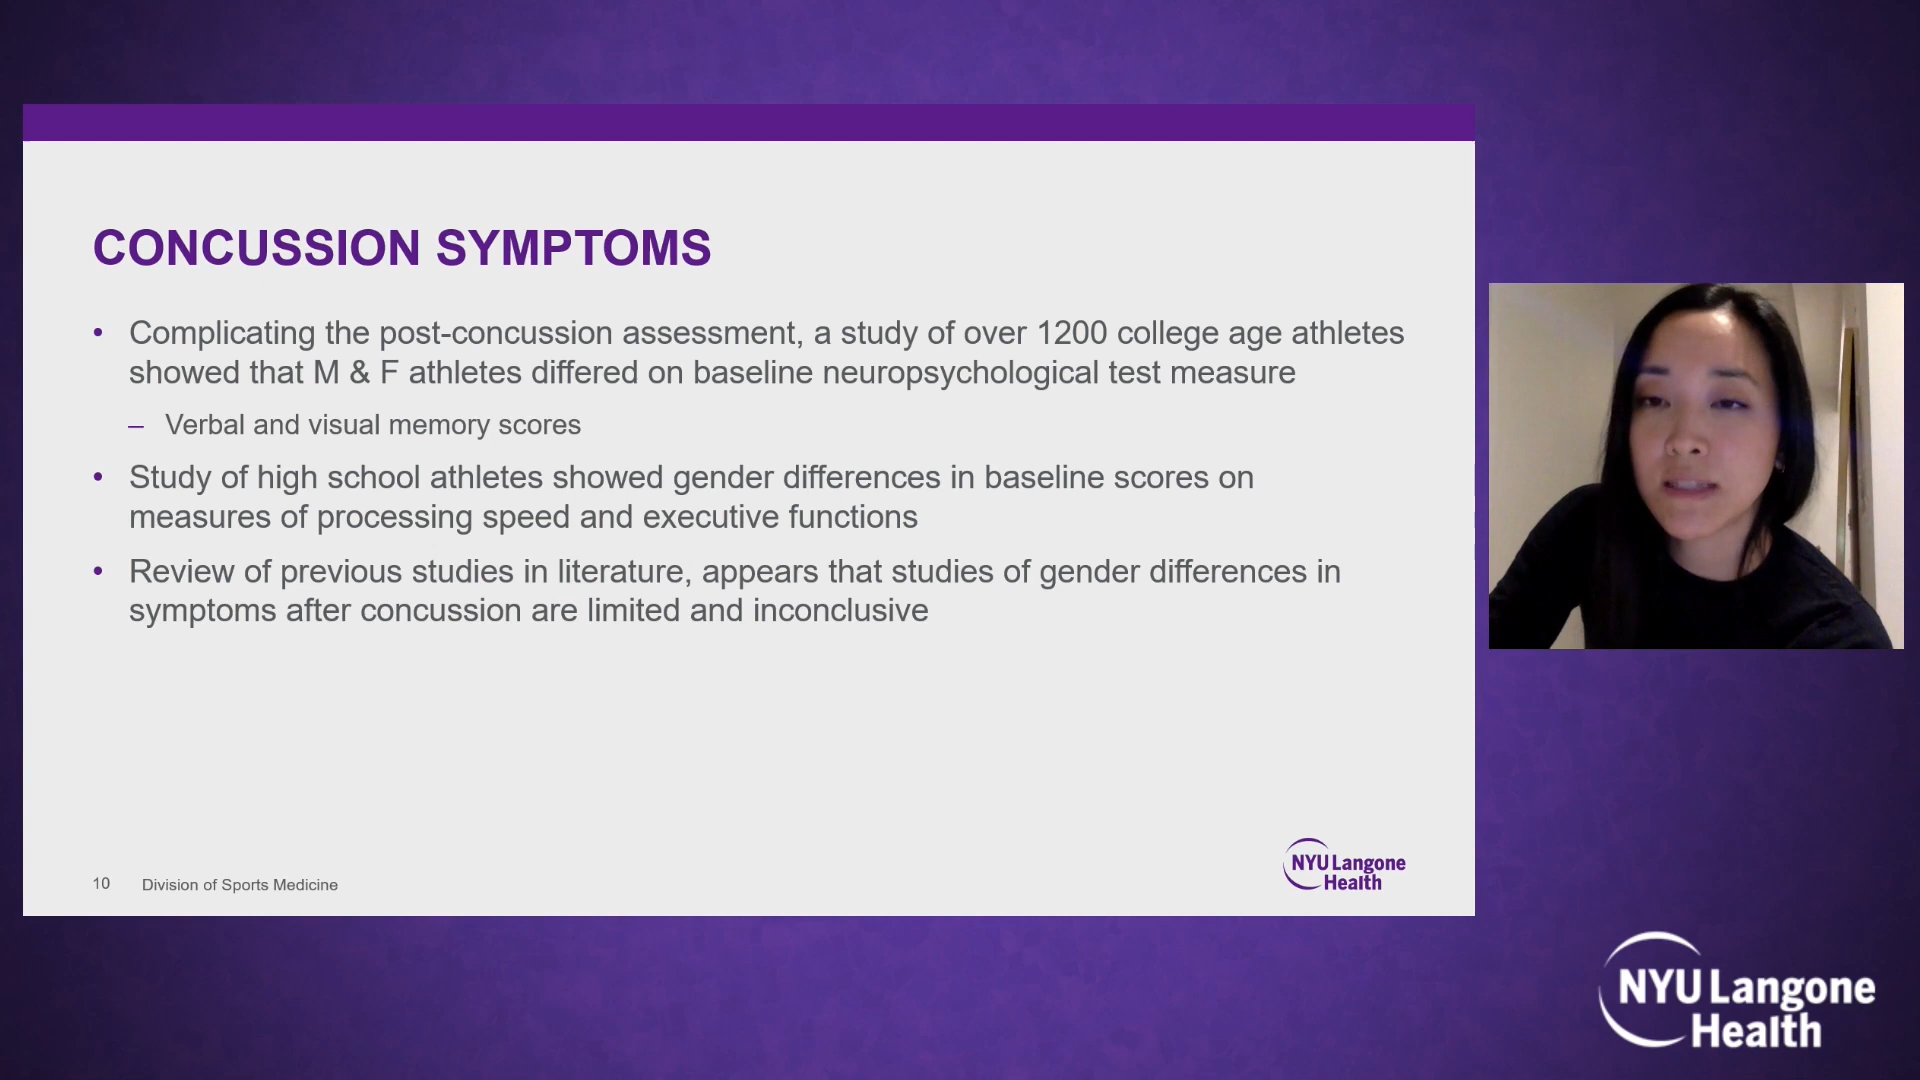 CONCUSSION SYMPTOMS
• Complicating the post-concussion assessment, a study of over 1200 college age athletes
showed that M & F athletes differed on baseline neuropsychological test measure
– Verbal and visual memory scores
• Study of high school athletes showed gender differences in baseline scores on
measures of processing speed and executive functions
• Review of previous studies in literature, appears that studies of gender differences in
symptoms after concussion are limited and inconclusive
10 Division of Sports Medicine
NYU Langone
Health
NYU Langone
Health